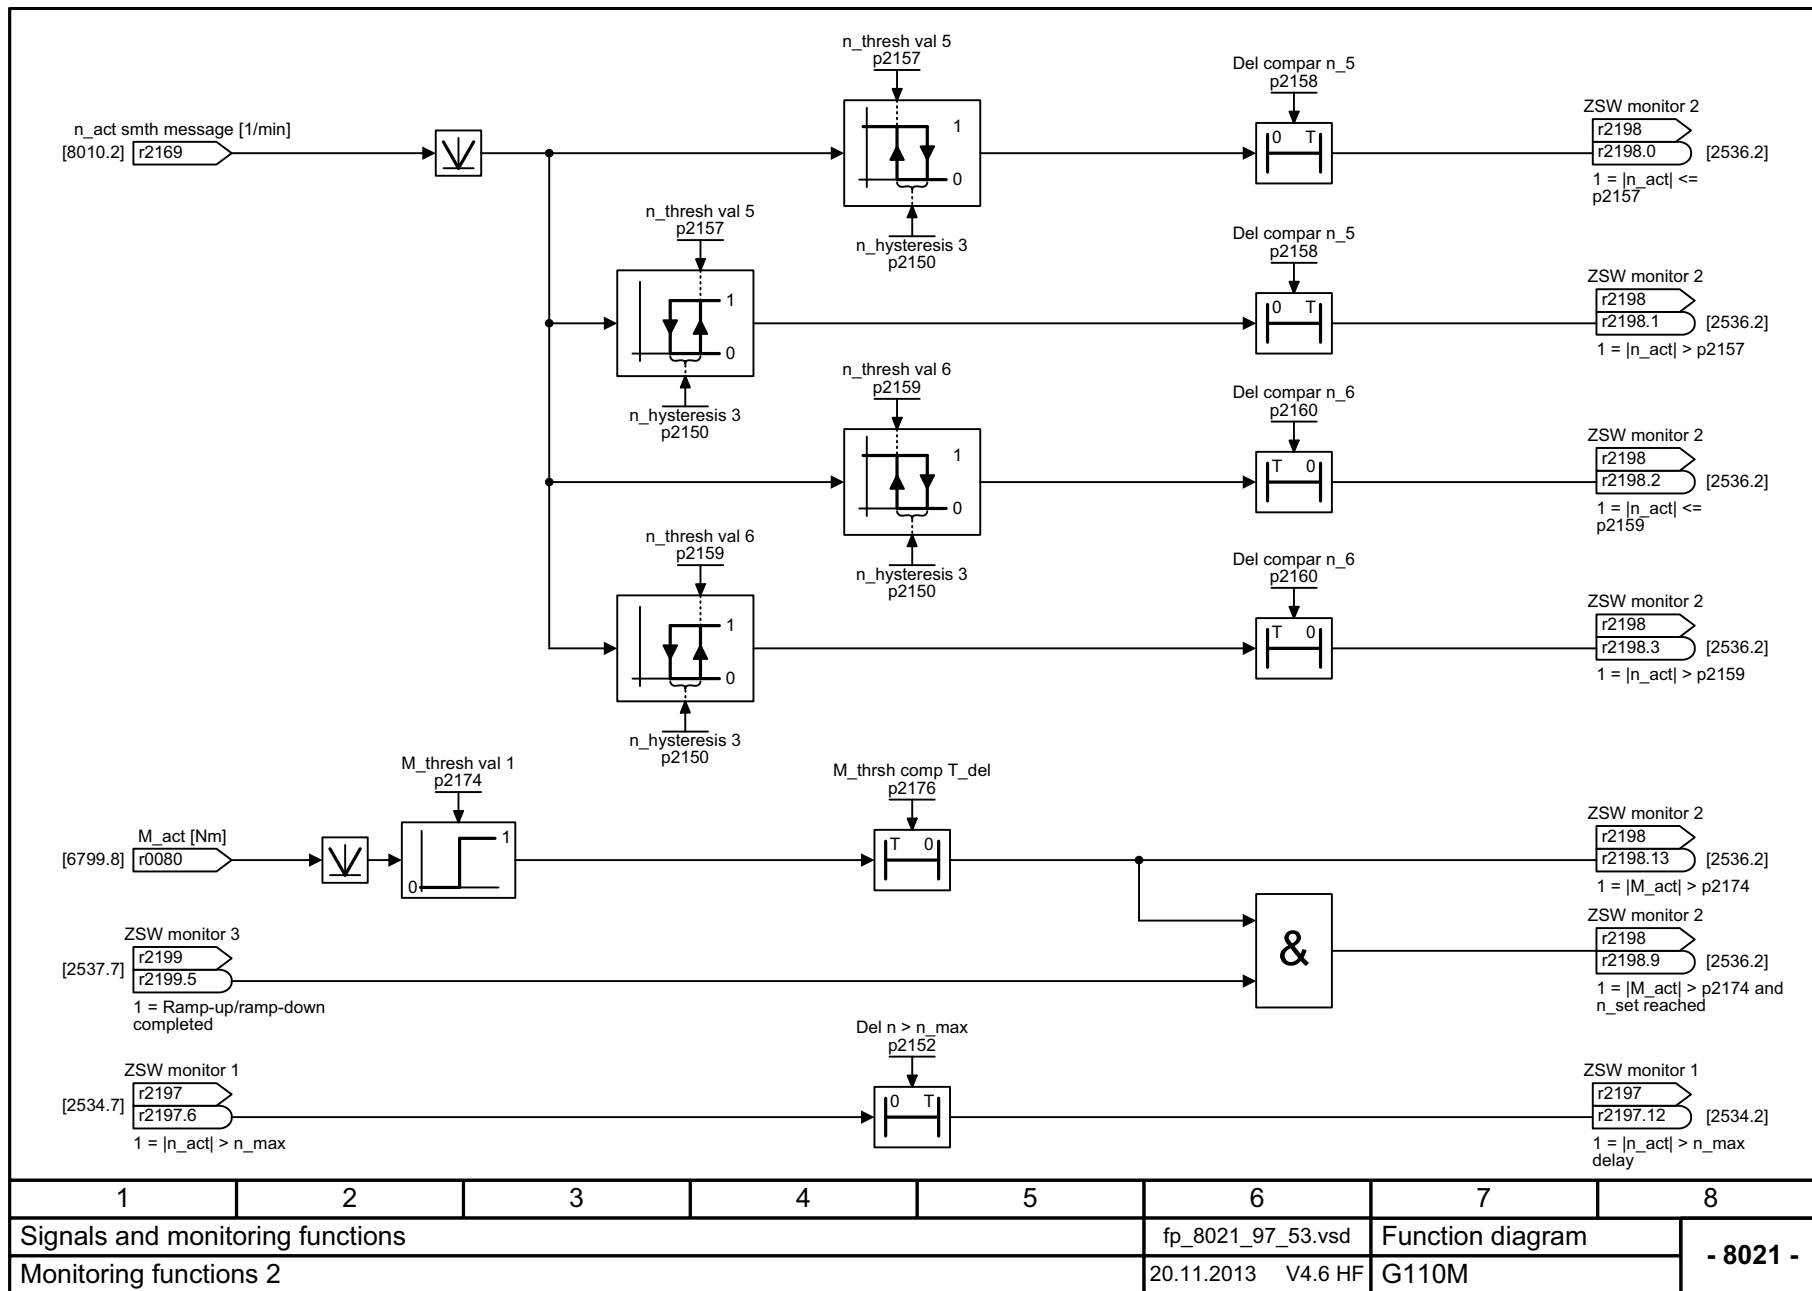 n_thresh val 5
p2157
Del compar n_5
p2158
ZSW monitor 2
n_act smth message [1/min]
[8010.2] r2169
1
0
0 T
r2198
r2198.0 [2536.2]
1 = |n_act| <=
p2157
n_hysteresis 3
p2150
n_thresh val 5
p2157
Del compar n_5
p2158
ZSW monitor 2
1
0
0 T
r2198
r2198.1 [2536.2]
1 = |n_act| > p2157
n_hysteresis 3
p2150
n_thresh val 6
p2159
Del compar n_6
p2160
ZSW monitor 2
1
0
T 0
r2198
r2198.2 [2536.2]
1 = |n_act| <=
p2159
n_hysteresis 3
p2150
n_thresh val 6
p2159
Del compar n_6
p2160
ZSW monitor 2
1
0
T 0
r2198
r2198.3 [2536.2]
1 = |n_act| > p2159
n_hysteresis 3
p2150
M_thresh val 1
p2174
M_thrsh comp T_del
p2176
ZSW monitor 2
M_act [Nm]
[6799.8] r0080
1
0
T 0
r2198
r2198.13 [2536.2]
1 = |M_act| > p2174
ZSW monitor 3
r2199
[2537.7] r2199.5
1 = Ramp-up/ramp-down
completed
&
ZSW monitor 2
r2198
r2198.9 [2536.2]
1 = |M_act| > p2174 and
n_set reached
Del n > n_max
p2152
ZSW monitor 1
r2197
[2534.7] r2197.6
1 = |n_act| > n_max
0 T
ZSW monitor 1
r2197
r2197.12 [2534.2]
1 = |n_act| > n_max
delay
1 2 3 4 5 6 7 8
Signals and monitoring functions fp_8021_97_53.vsd Function diagram - 8021 -
Monitoring functions 2 20.11.2013 V4.6 HF G110M